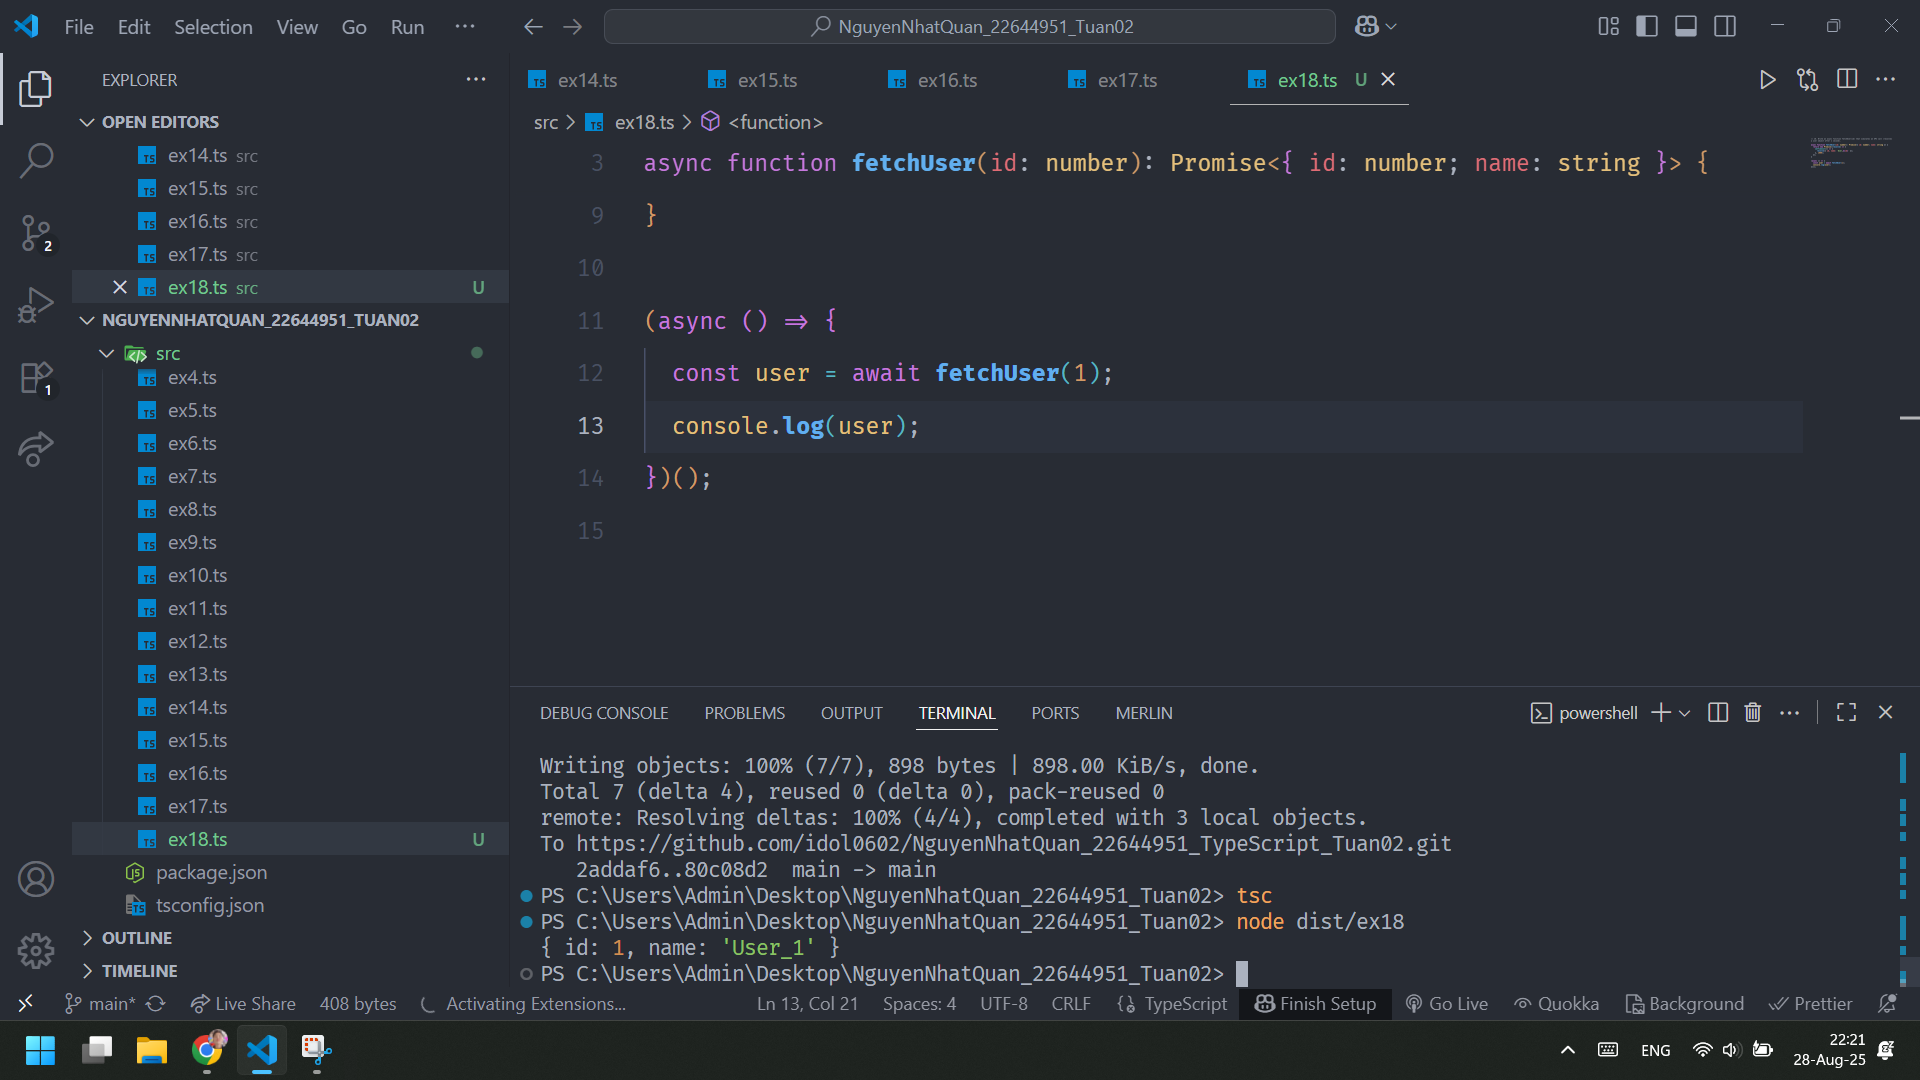 File Edit Selection View Go Run ···
NguyenNhatQuan_22644951_Tuan02
EXPLORER
OPEN EDITORS
ex14.ts src
ex15.ts src
ex16.ts src
ex17.ts src
ex18.ts src U
NGUYENNHATQUAN_22644951_TUAN02
src
ex4.ts
ex5.ts
ex6.ts
ex7.ts
ex8.ts
ex9.ts
ex10.ts
ex11.ts
ex12.ts
ex13.ts
ex14.ts
ex15.ts
ex16.ts
ex17.ts
ex18.ts U
package.json
tsconfig.json
OUTLINE
TIMELINE
2
1
ex14.ts ex15.ts ex16.ts ex17.ts ex18.ts U
src > ex18.ts > <function>
3 async function fetchUser(id: number): Promise<{ id: number; name: string }> {
9 }
10
11 (async () => {
12 const user = await fetchUser(1);
13 console.log(user);
14 })();
15
DEBUG CONSOLE PROBLEMS OUTPUT TERMINAL PORTS MERLIN
powershell
Writing objects: 100% (7/7), 898 bytes | 898.00 KiB/s, done.
Total 7 (delta 4), reused 0 (delta 0), pack-reused 0
remote: Resolving deltas: 100% (4/4), completed with 3 local objects.
To https://github.com/idol0602/NguyenNhatQuan_22644951_TypeScript_Tuan02.git
2addaf6..80c08d2 main -> main
PS C:\Users\Admin\Desktop\NguyenNhatQuan_22644951_Tuan02> tsc
PS C:\Users\Admin\Desktop\NguyenNhatQuan_22644951_Tuan02> node dist/ex18
{ id: 1, name: 'User_1' }
PS C:\Users\Admin\Desktop\NguyenNhatQuan_22644951_Tuan02>
main* Live Share 408 bytes Activating Extensions... Ln 13, Col 21 Spaces: 4 UTF-8 CRLF {} TypeScript Finish Setup Go Live Quokka Background Prettier
ENG
22:21
28-Aug-25